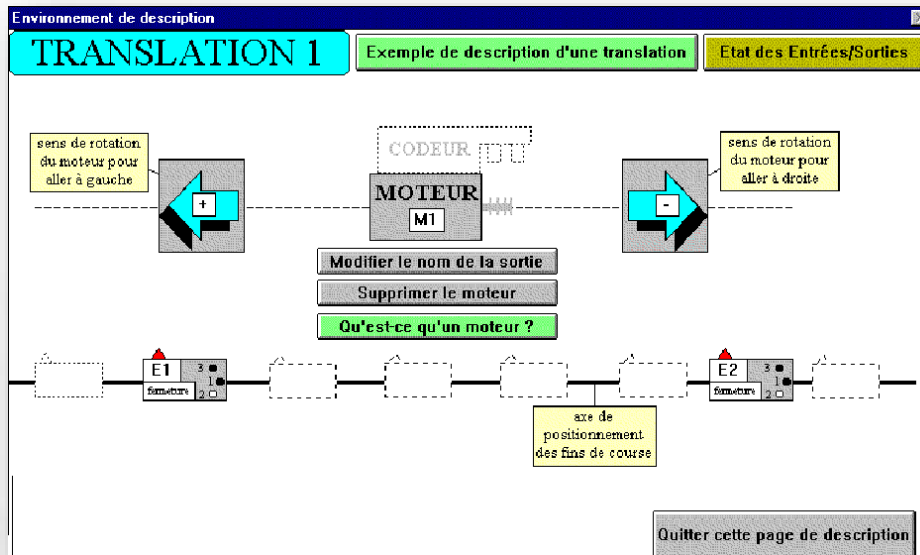 Environnement de description
TRANSLATION 1
Exemple de description d'une translation
Etat des Entrées/Sorties
sens de rotation
du moteur pour
aller à gauche
CODEUR
sens de rotation
du moteur pour
aller à droite
+
MOTEUR
M1
-
Modifier le nom de la sortie
Supprimer le moteur
Qu'est-ce qu'un moteur ?
E1
3
1
fermeture
2
E2
3
1
fermeture
2
axe de
positionnement
des fins de course
Quitter cette page de description